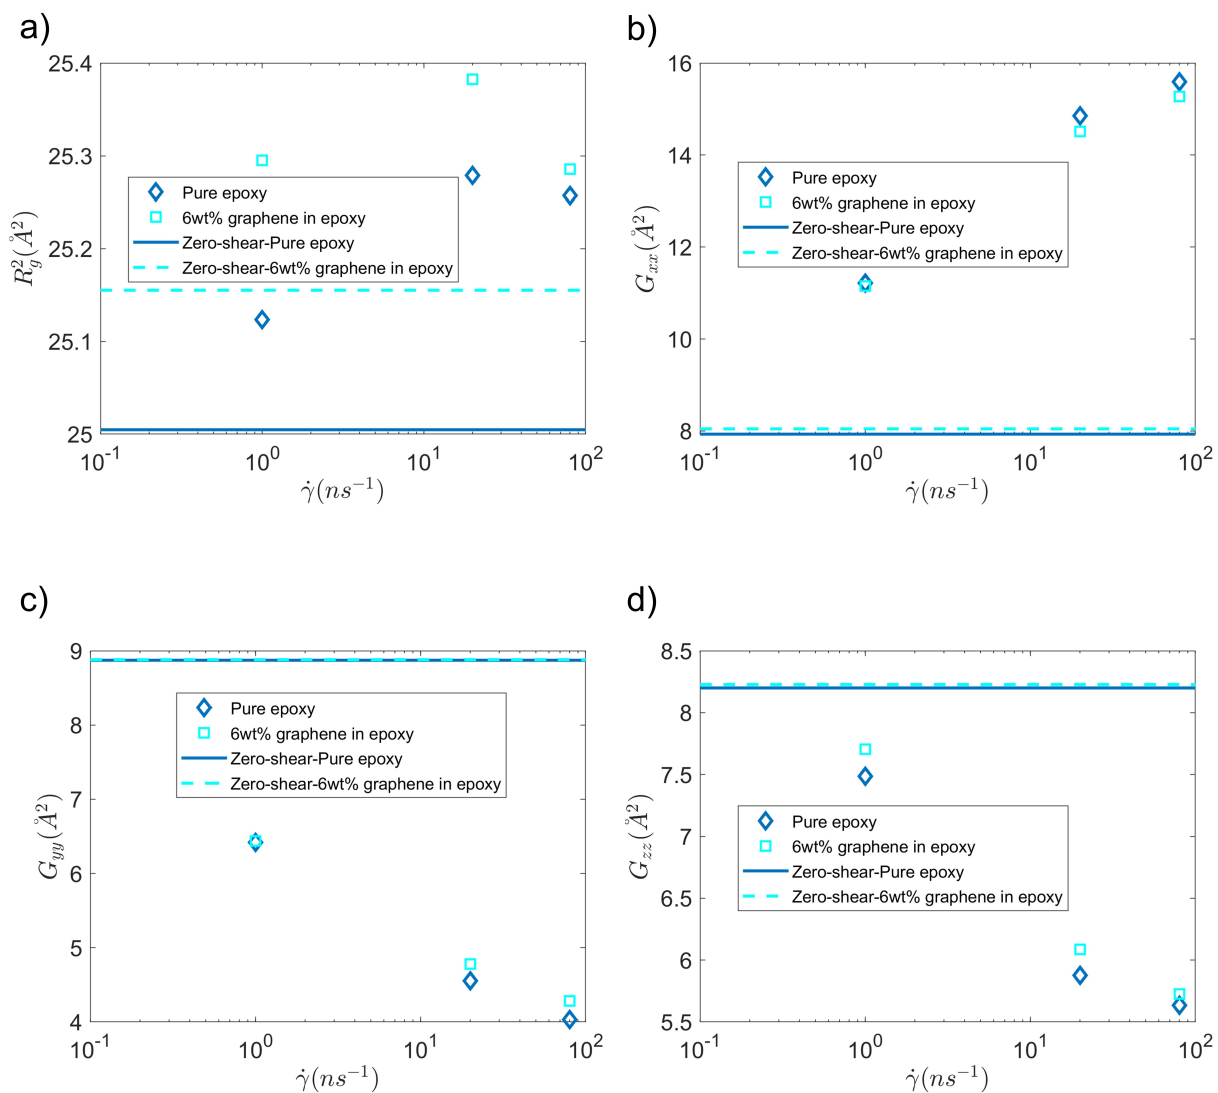 a)
25.4
25.3
25.2
25.1
25
R_g^2(Å^2)
Pure epoxy
6wt% graphene in epoxy
Zero-shear-Pure epoxy
Zero-shear-6wt% graphene in epoxy
10^-1 10^0 10^1 10^2
γ̇(ns^-1)
b)
16
14
12
10
8
G_xx(Å^2)
Pure epoxy
6wt% graphene in epoxy
Zero-shear-Pure epoxy
Zero-shear-6wt% graphene in epoxy
10^-1 10^0 10^1 10^2
γ̇(ns^-1)
c)
9
8
7
6
5
4
G_yy(Å^2)
Pure epoxy
6wt% graphene in epoxy
Zero-shear-Pure epoxy
Zero-shear-6wt% graphene in epoxy
10^-1 10^0 10^1 10^2
γ̇(ns^-1)
d)
8.5
8
7.5
7
6.5
6
5.5
G_zz(Å^2)
Pure epoxy
6wt% graphene in epoxy
Zero-shear-Pure epoxy
Zero-shear-6wt% graphene in epoxy
10^-1 10^0 10^1 10^2
γ̇(ns^-1)